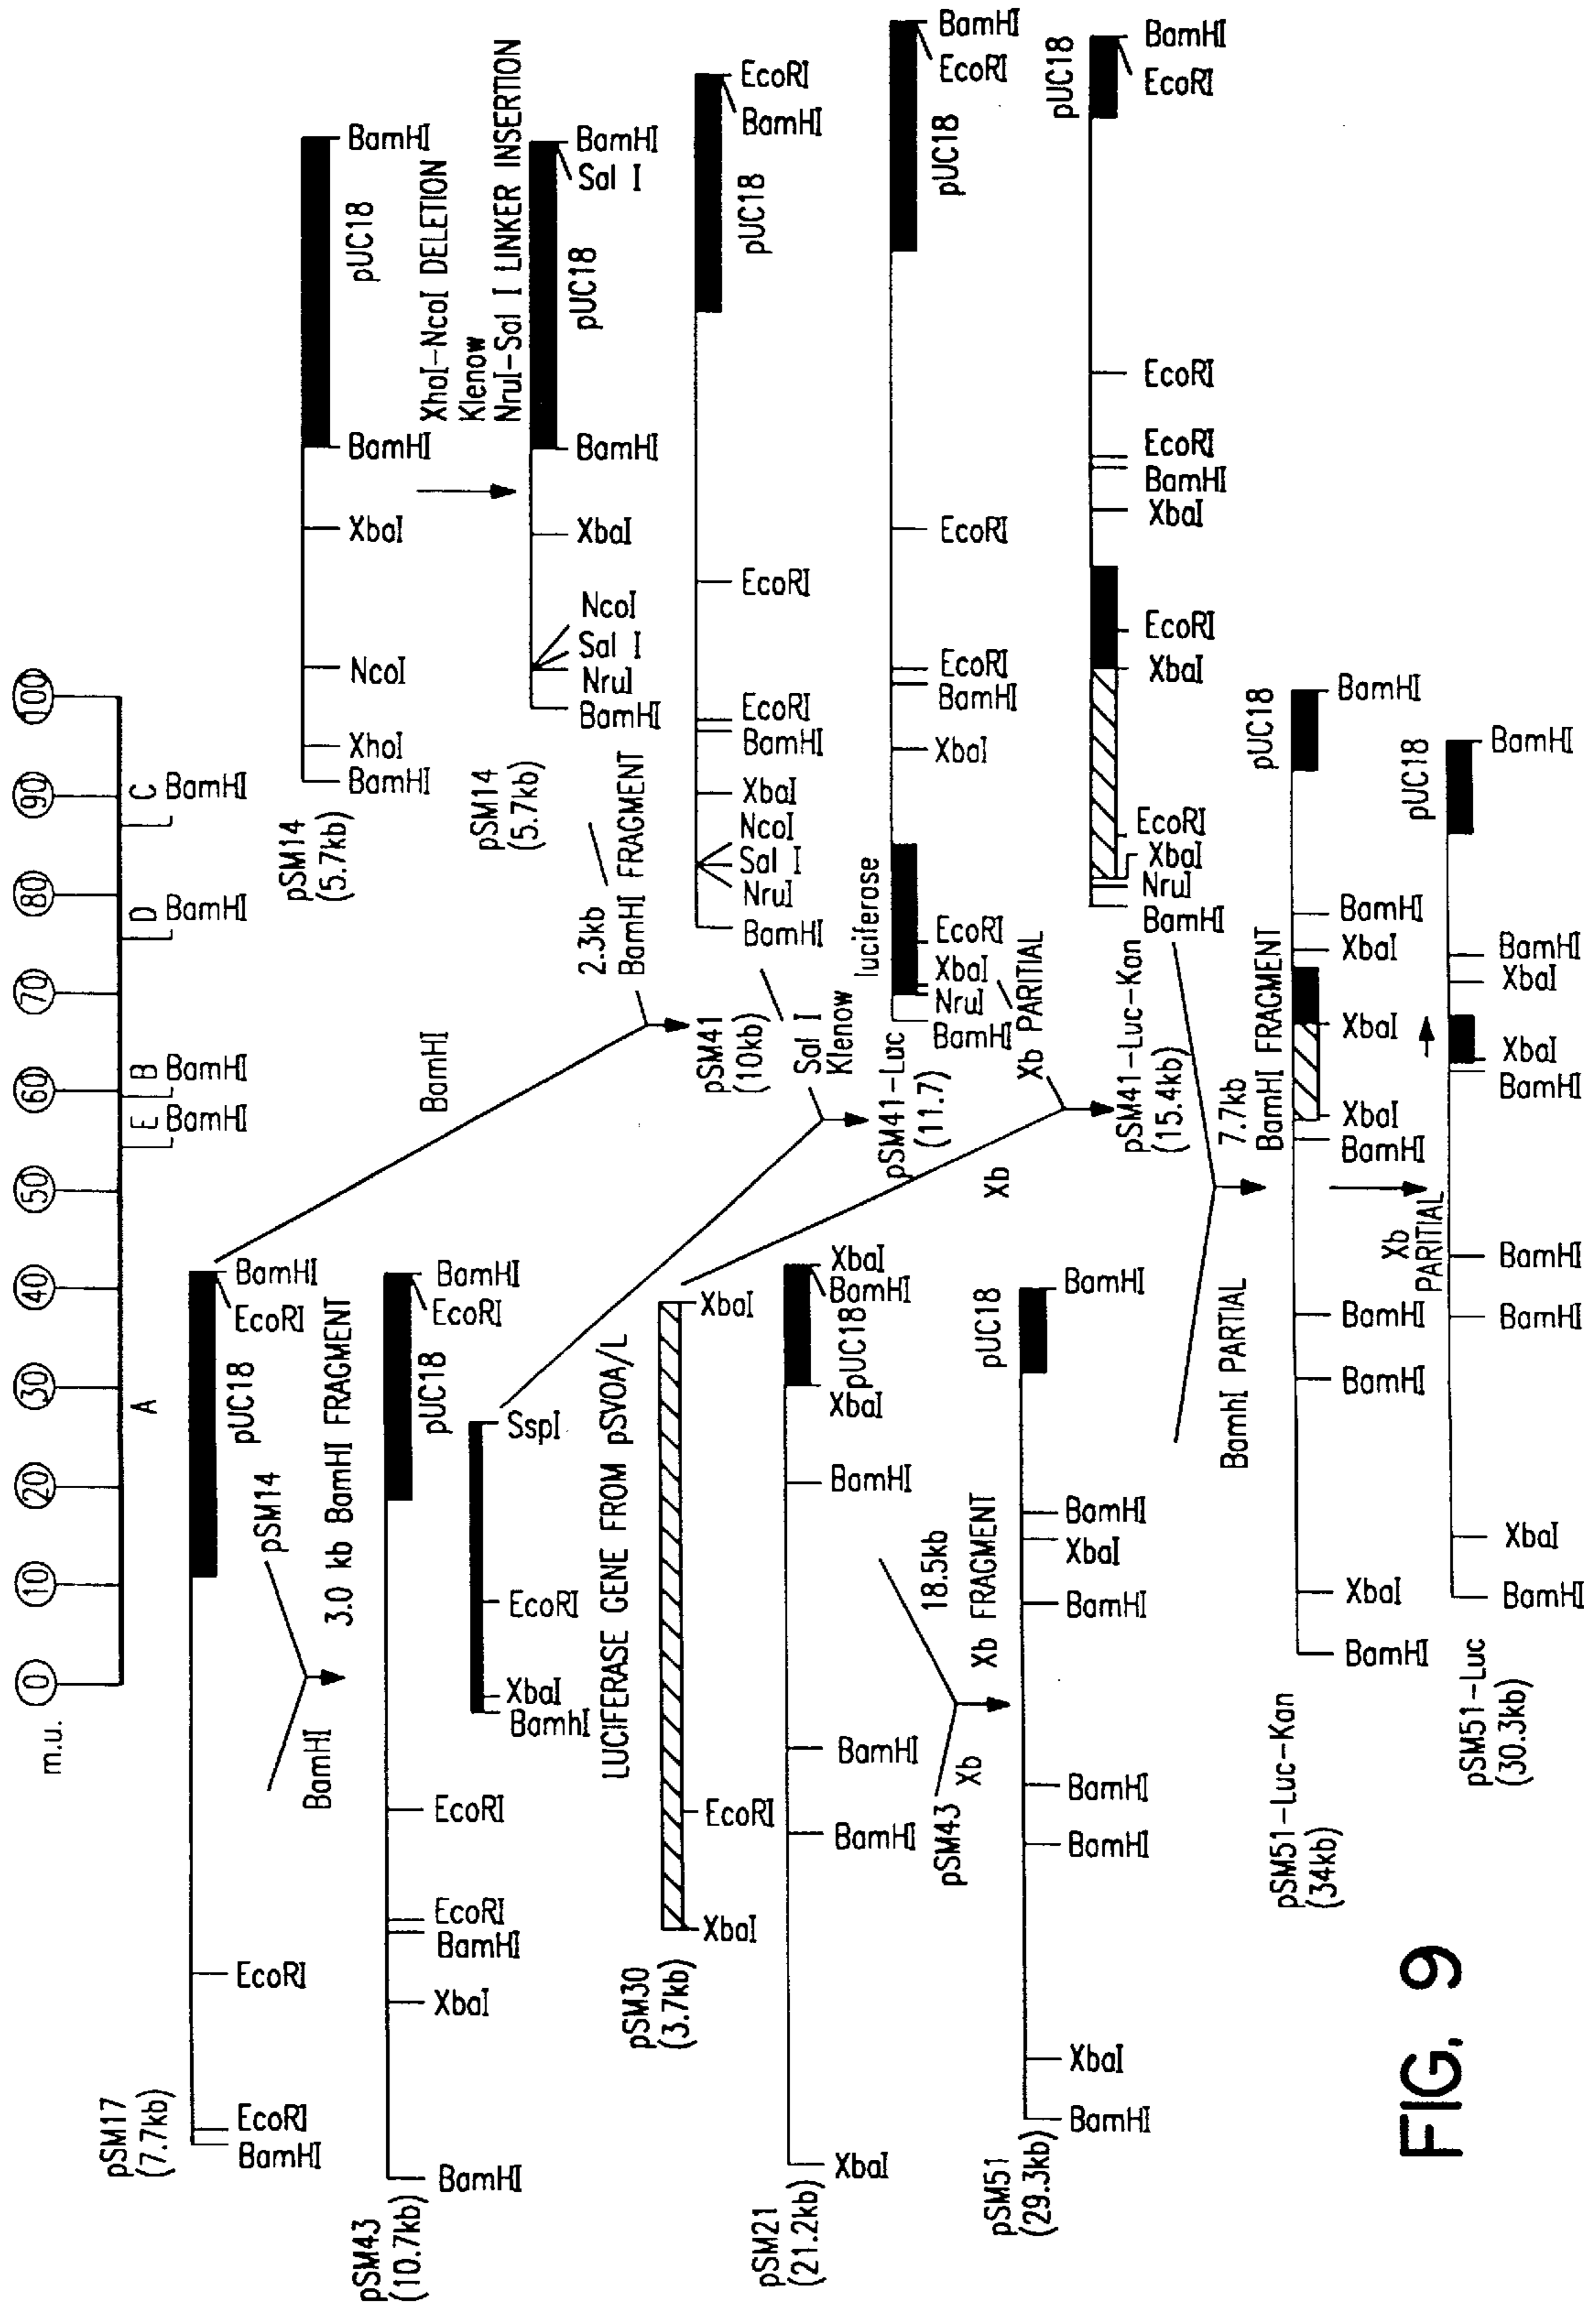 m.u.
0 10 20 30 40 50 60 70 80 90 100
A E B D C
BamHI BamHI BamHI BamHI
pSM17
(7.7kb)
BamHI
EcoRI
EcoRI
pUC18
EcoRI
BamHI
BamHI
pSM14
3.0 kb BamHI FRAGMENT
pSM43
(10.7kb)
BamHI
XbaI
BamHI
EcoRI
EcoRI
pUC18
EcoRI
BamHI
BamhI
XbaI
EcoRI
SspI
LUCIFERASE GENE FROM pSVOA/L
pSM30
(3.7kb)
XbaI
EcoRI
XbaI
pSM21
(21.2kb)
XbaI
BamHI
BamHI
BamHI
XbaI
pUC18
BamHI
XbaI
pSM43
Xb
18.5kb
Xb FRAGMENT
pSM51
(29.3kb)
BamHI
XbaI
BamHI
BamHI
BamHI
XbaI
BamHI
pUC18
BamHI
pSM14
(5.7kb)
BamHI
XhoI
NcoI
XbaI
BamHI
pUC18
BamHI
XhoI-NcoI DELETION
Klenow
NruI-Sal I LINKER INSERTION
pSM14
(5.7kb)
BamHI
NruI
Sal I
NcoI
XbaI
BamHI
pUC18
Sal I
BamHI
BamHI
2.3kb
BamHI FRAGMENT
pSM41
(10kb)
BamHI
NruI
Sal I
NcoI
XbaI
BamHI
EcoRI
EcoRI
pUC18
BamHI
EcoRI
Sal I
Klenow
pSM41-Luc
(11.7)
BamHI
NruI
XbaI
EcoRI
luciferase
XbaI
BamHI
EcoRI
EcoRI
pUC18
EcoRI
BamHI
Xb
Xb PARITIAL
pSM41-Luc-Kan
(15.4kb)
BamHI
NruI
XbaI
EcoRI
XbaI
EcoRI
XbaI
BamHI
EcoRI
EcoRI
pUC18
EcoRI
BamHI
BamhI PARTIAL
7.7kb
BamHI FRAGMENT
pSM51-Luc-Kan
(34kb)
BamHI
XbaI
BamHI
BamHI
BamHI
XbaI
XbaI
XbaI
BamHI
pUC18
BamHI
Xb
PARITIAL
pSM51-Luc
(30.3kb)
BamHI
XbaI
BamHI
BamHI
BamHI
XbaI
XbaI
BamHI
pUC18
BamHI
FIG. 9